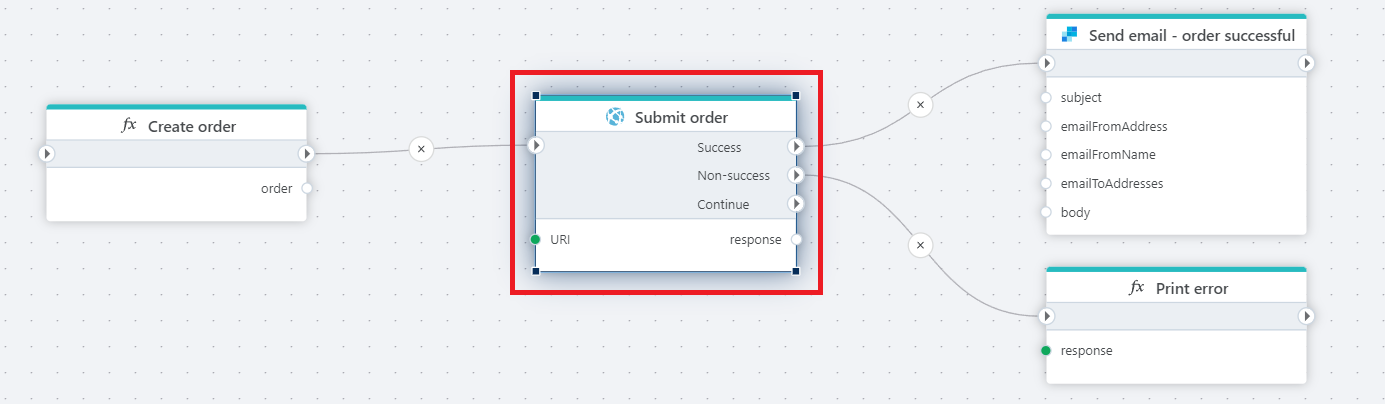 fx Create order
order
Submit order
Success
Non-success
Continue
URI response
Send email - order successful
subject
emailFromAddress
emailFromName
emailToAddresses
body
fx Print error
response